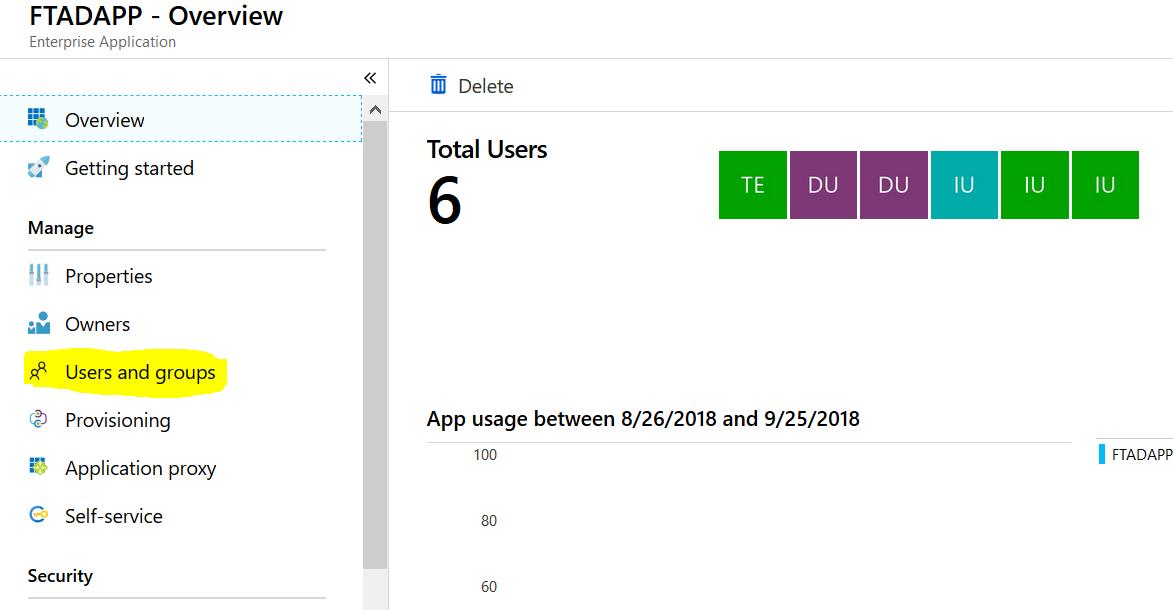 FTADAPP - Overview
Enterprise Application
«
Overview
Getting started
Manage
Properties
Owners
Users and groups
Provisioning
Application proxy
Self-service
Security
Delete
Total Users
6
TE DU DU IU IU IU
App usage between 8/26/2018 and 9/25/2018
100
80
60
FTADAPP